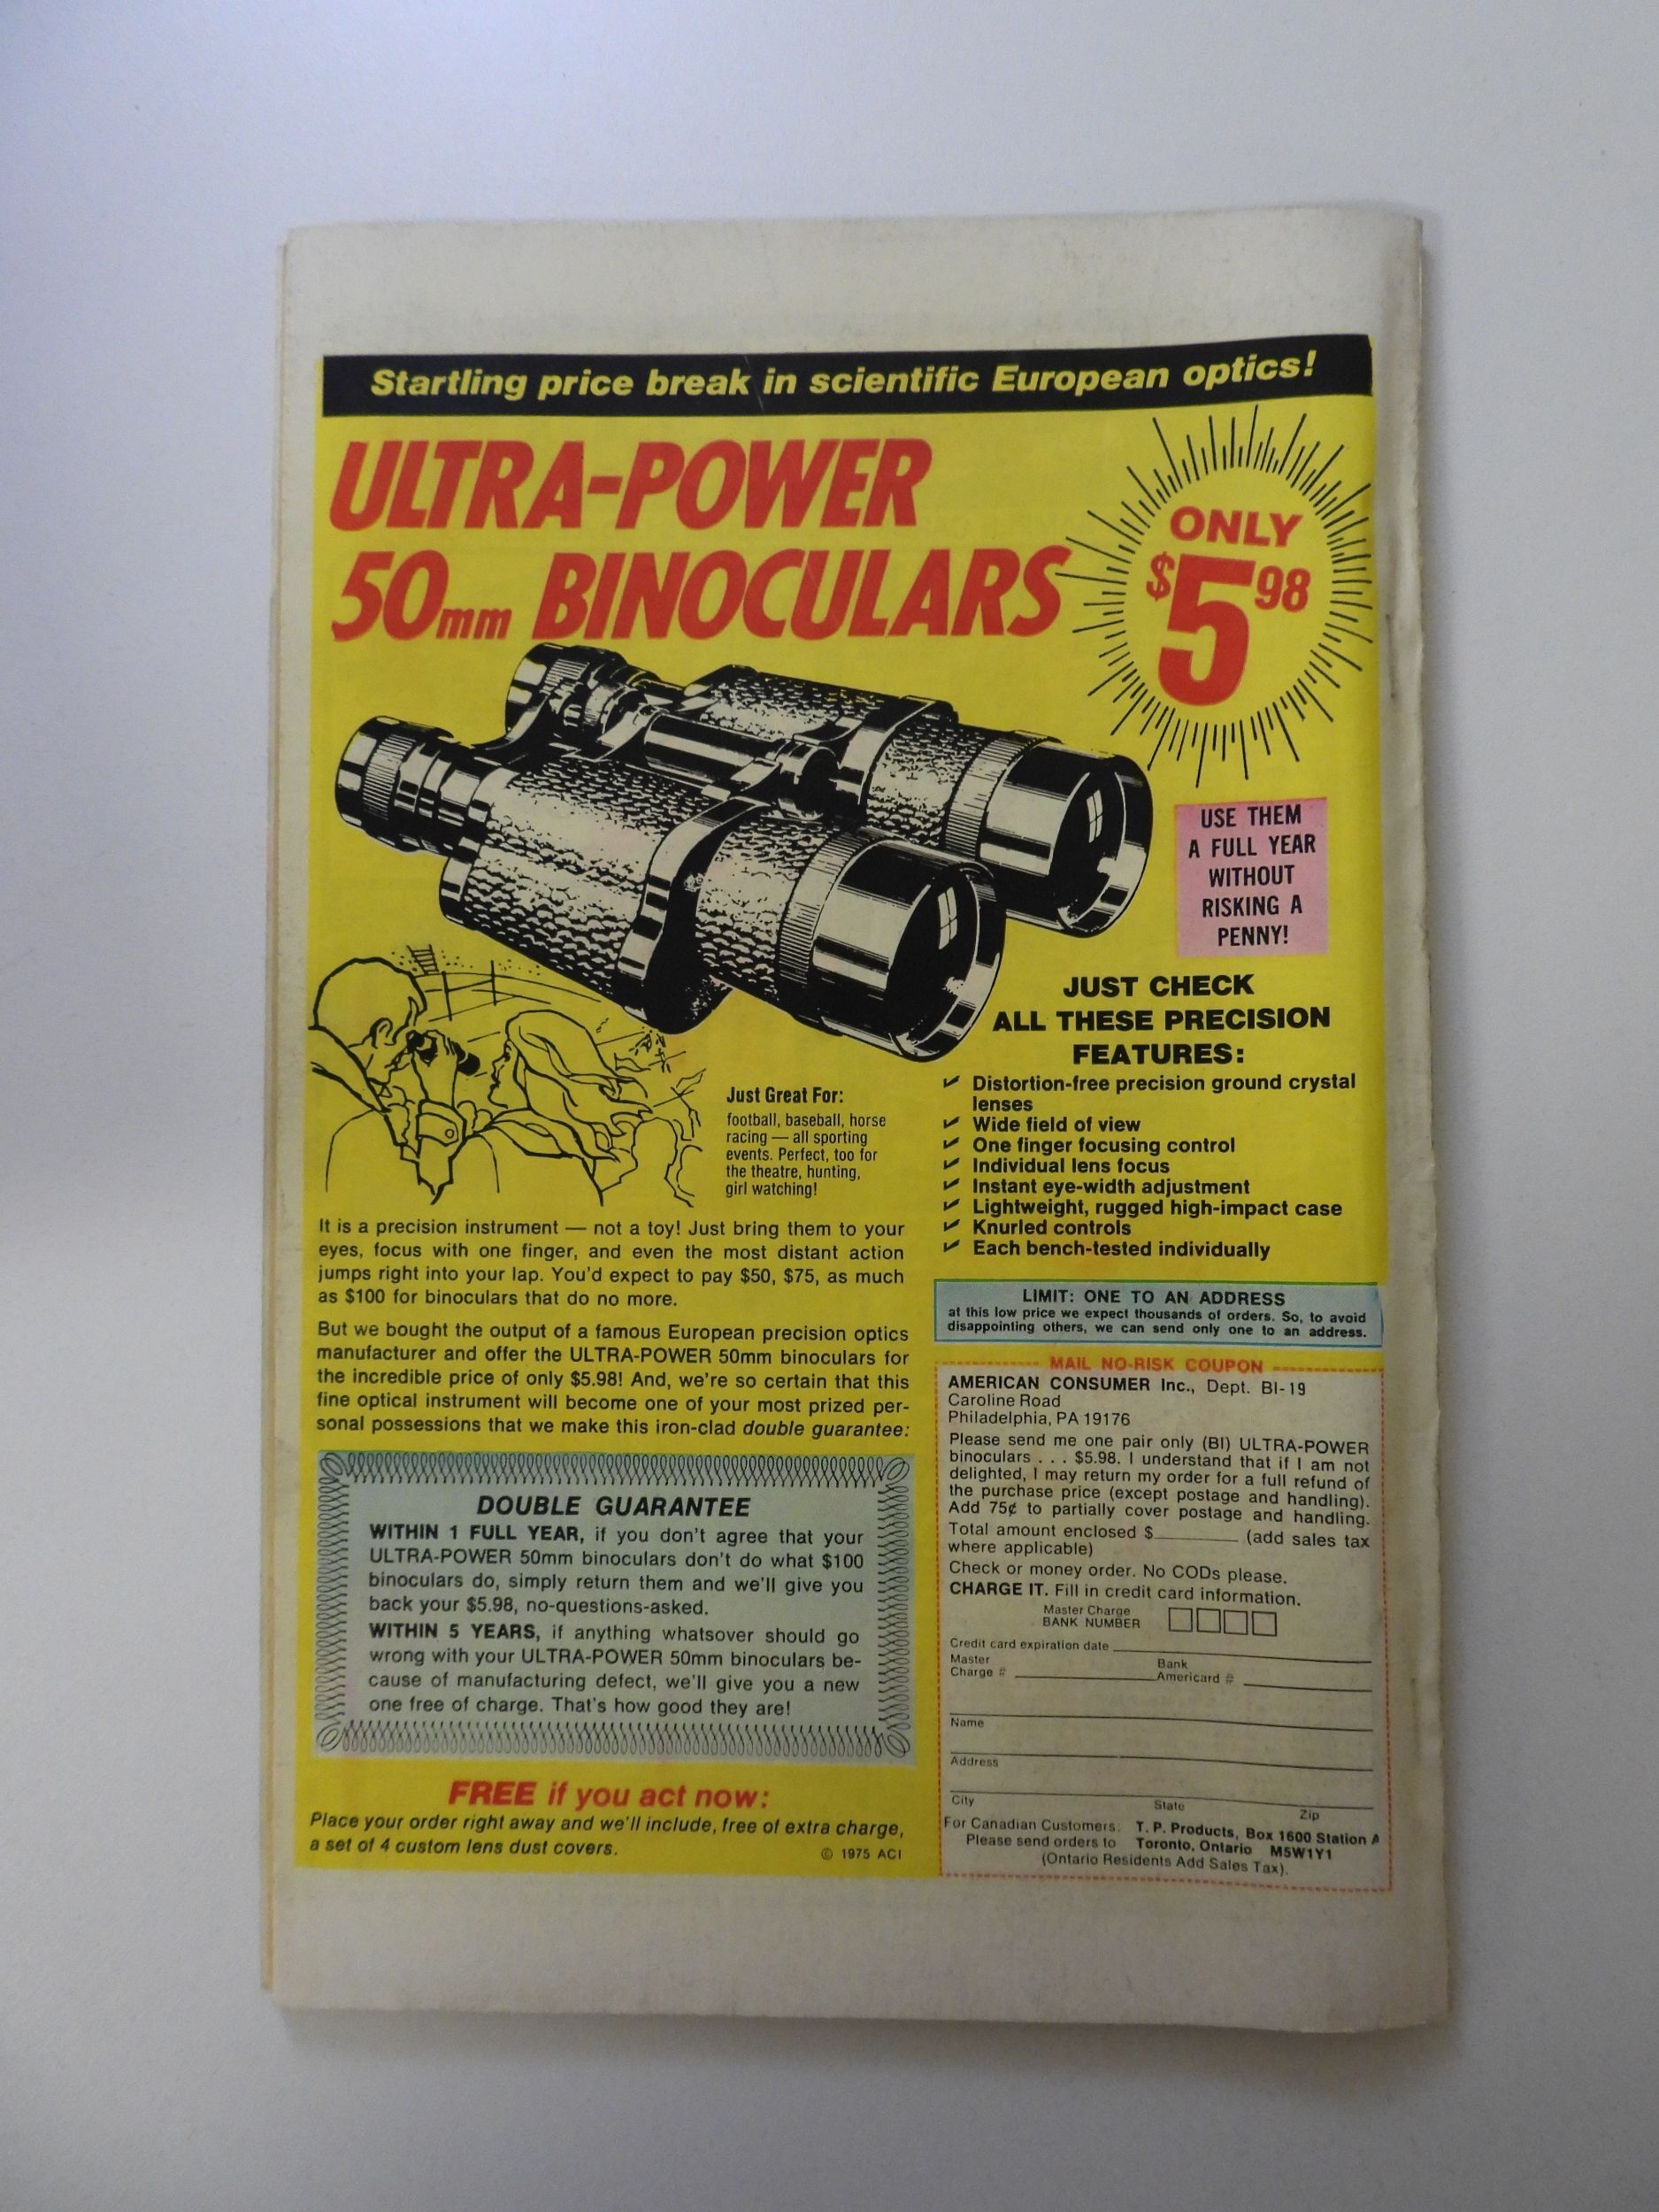 Startling price break in scientific European optics!
ULTRA-POWER
50mm BINOCULARS
ONLY
$5 98
USE THEM
A FULL YEAR
WITHOUT
RISKING A
PENNY!
JUST CHECK
ALL THESE PRECISION
FEATURES:
✓ Distortion-free precision ground crystal
lenses
✓ Wide field of view
✓ One finger focusing control
✓ Individual lens focus
✓ Instant eye-width adjustment
✓ Lightweight, rugged high-impact case
✓ Knurled controls
✓ Each bench-tested individually
Just Great For:
football, baseball, horse
racing — all sporting
events. Perfect, too for
the theatre, hunting,
girl watching!
It is a precision instrument — not a toy! Just bring them to your
eyes, focus with one finger, and even the most distant action
jumps right into your lap. You'd expect to pay $50, $75, as much
as $100 for binoculars that do no more.
But we bought the output of a famous European precision optics
manufacturer and offer the ULTRA-POWER 50mm binoculars for
the incredible price of only $5.98! And, we're so certain that this
fine optical instrument will become one of your most prized per-
sonal possessions that we make this iron-clad double guarantee:
DOUBLE GUARANTEE
WITHIN 1 FULL YEAR, if you don't agree that your
ULTRA-POWER 50mm binoculars don't do what $100
binoculars do, simply return them and we'll give you
back your $5.98, no-questions-asked.
WITHIN 5 YEARS, if anything whatsover should go
wrong with your ULTRA-POWER 50mm binoculars be-
cause of manufacturing defect, we'll give you a new
one free of charge. That's how good they are!
FREE if you act now:
Place your order right away and we'll include, free of extra charge,
a set of 4 custom lens dust covers.
© 1975 ACI
LIMIT: ONE TO AN ADDRESS
at this low price we expect thousands of orders. So, to avoid
disappointing others, we can send only one to an address.
MAIL NO-RISK COUPON
AMERICAN CONSUMER Inc., Dept. BI-19
Caroline Road
Philadelphia, PA 19176
Please send me one pair only (BI) ULTRA-POWER
binoculars . . . $5.98. I understand that if I am not
delighted, I may return my order for a full refund of
the purchase price (except postage and handling).
Add 75¢ to partially cover postage and handling.
Total amount enclosed $________ (add sales tax
where applicable)
Check or money order. No CODs please.
CHARGE IT. Fill in credit card information.
Master Charge
BANK NUMBER
Credit card expiration date
Master Charge #
Bank Americard #
Name
Address
City State Zip
For Canadian Customers: T. P. Products, Box 1600 Station A
Please send orders to Toronto, Ontario M5W1Y1
(Ontario Residents Add Sales Tax).